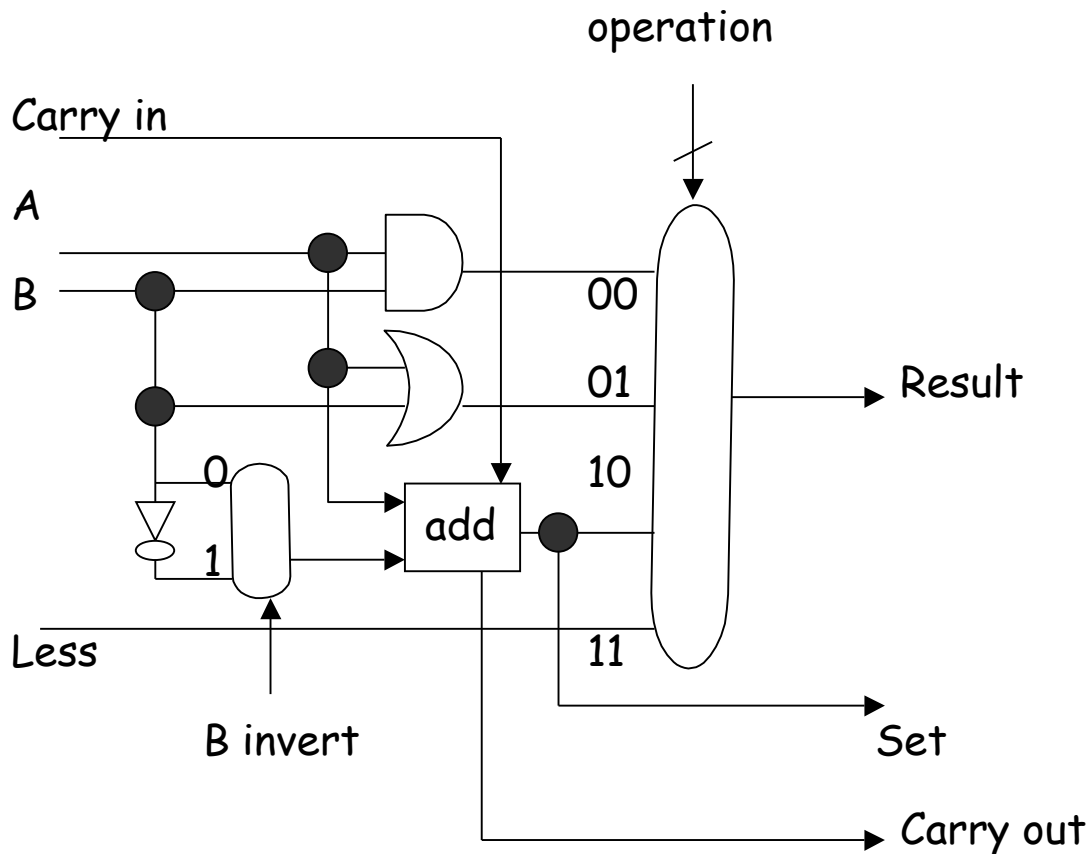 operation
Carry in
A
B
00
01
Result
0
10
add
1
Less
11
B invert
Set
Carry out